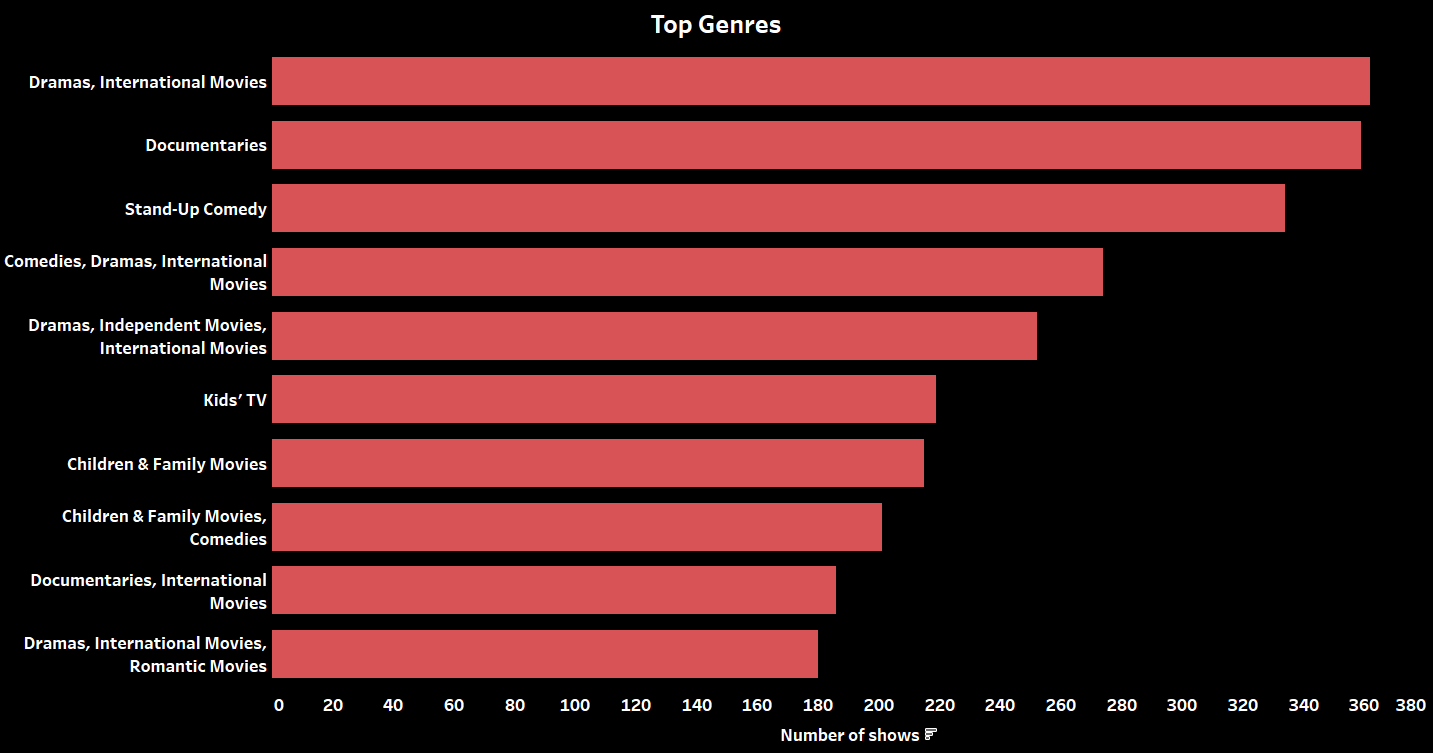 Top Genres
Dramas, International Movies
Documentaries
Stand-Up Comedy
Comedies, Dramas, International
Movies
Dramas, Independent Movies,
International Movies
Kids’ TV
Children & Family Movies
Children & Family Movies,
Comedies
Documentaries, International
Movies
Dramas, International Movies,
Romantic Movies
0 20 40 60 80 100 120 140 160 180 200 220 240 260 280 300 320 340 360 380
Number of shows